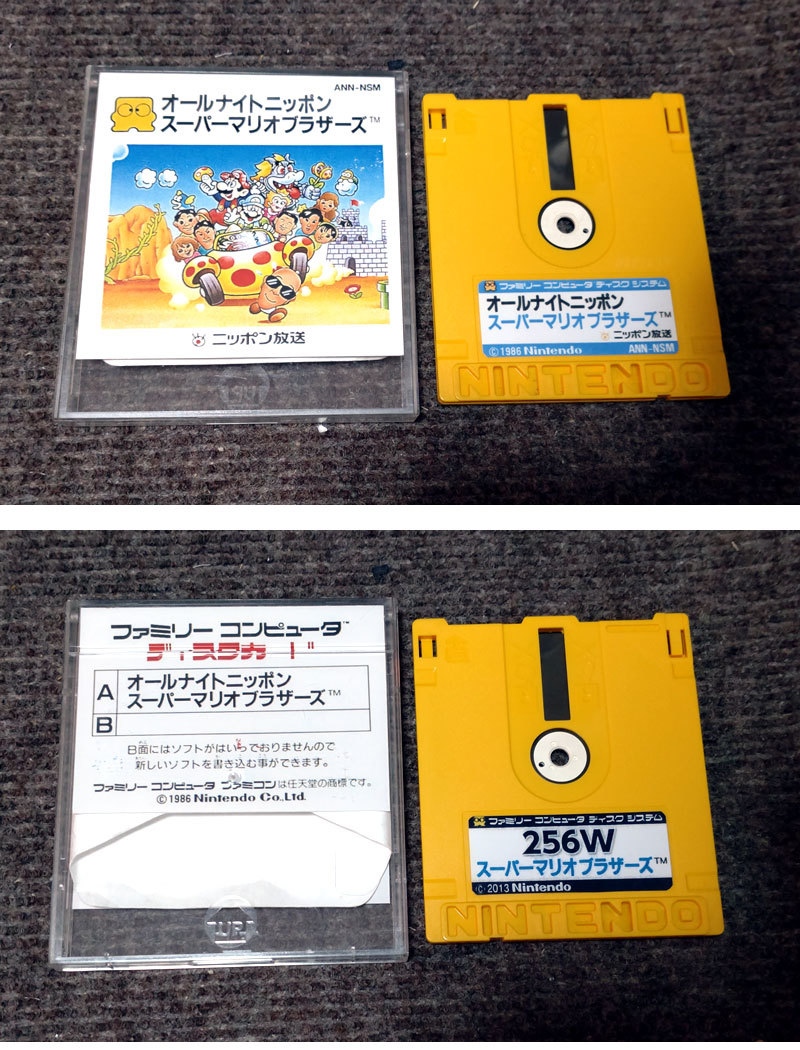 ANN-NSM
オールナイトニッポン
スーパーマリオブラザーズ™
ニッポン放送
ファミリー コンピュータ ディスク システム
オールナイトニッポン
スーパーマリオブラザーズ™
ニッポン放送
©1986 Nintendo ANN-NSM
NINTENDO
ファミリー コンピュータ™
ディスクカード
A オールナイトニッポン
スーパーマリオブラザーズ™
B
B面にはソフトがはいっておりませんので
新しいソフトを書き込む事ができます。
ファミリー コンピュータ ファミコンは任天堂の商標です。
©1986 Nintendo Co.,Ltd.
ファミリー コンピュータ ディスク システム
256W
スーパーマリオブラザーズ™
©2013 Nintendo
NINTENDO